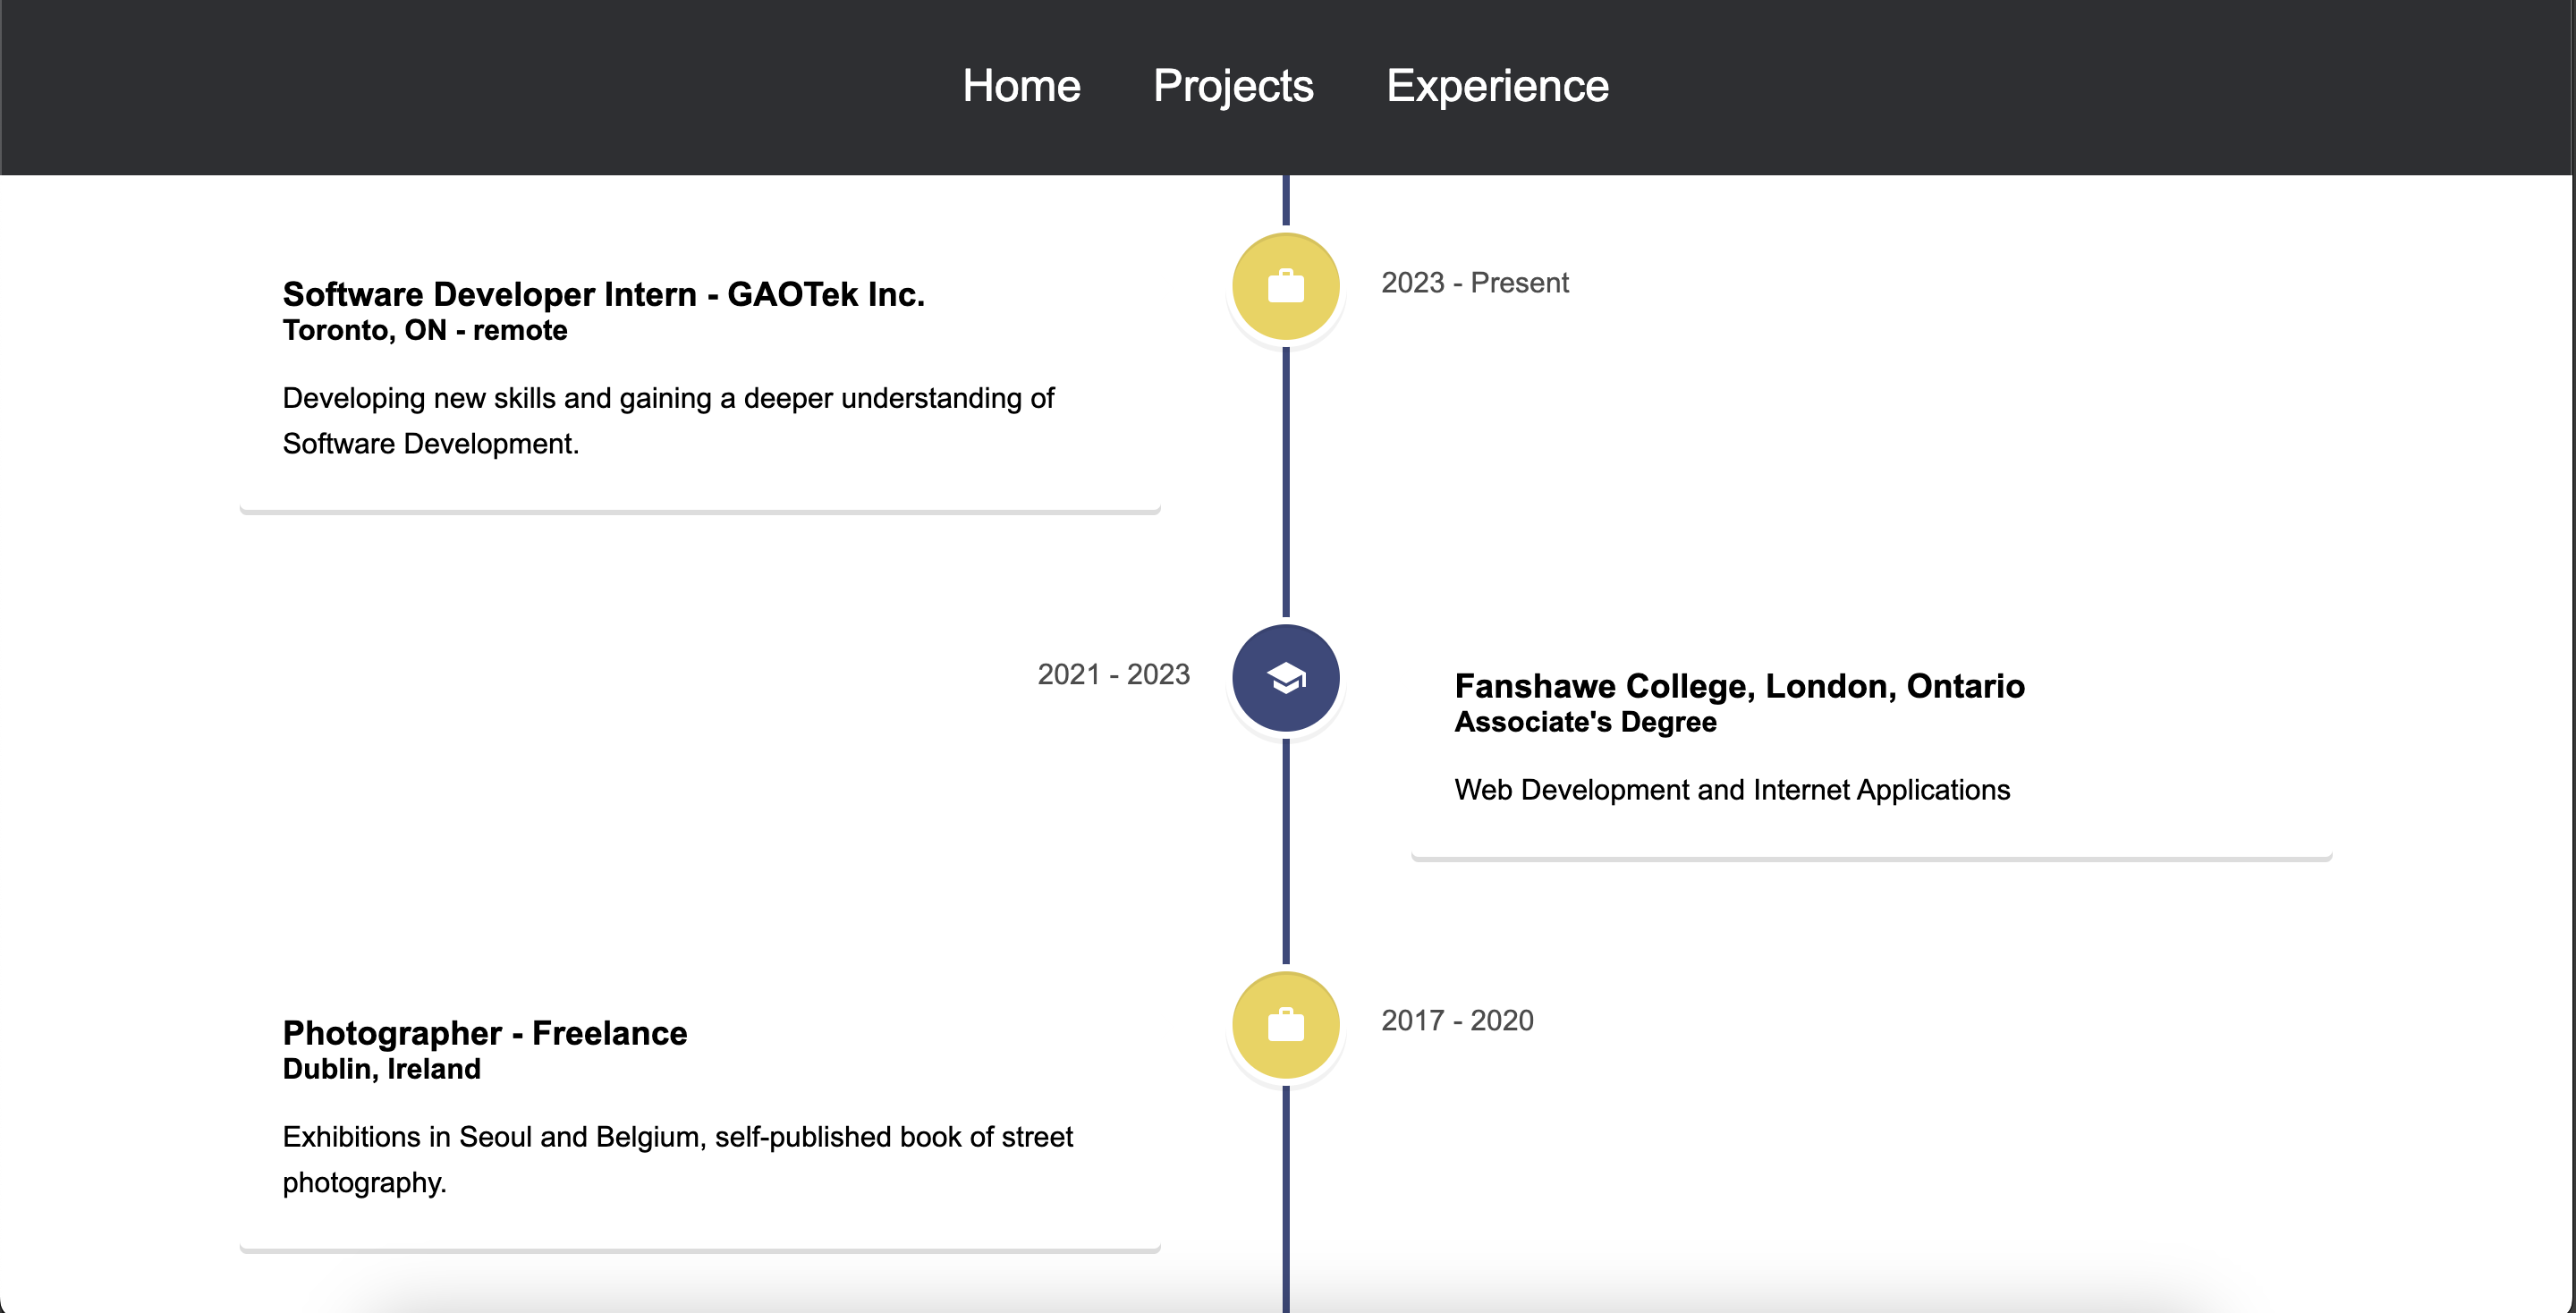 Home Projects Experience
Software Developer Intern - GAOTek Inc.
Toronto, ON - remote
Developing new skills and gaining a deeper understanding of
Software Development.
2023 - Present
2021 - 2023
Fanshawe College, London, Ontario
Associate's Degree
Web Development and Internet Applications
Photographer - Freelance
Dublin, Ireland
Exhibitions in Seoul and Belgium, self-published book of street
photography.
2017 - 2020